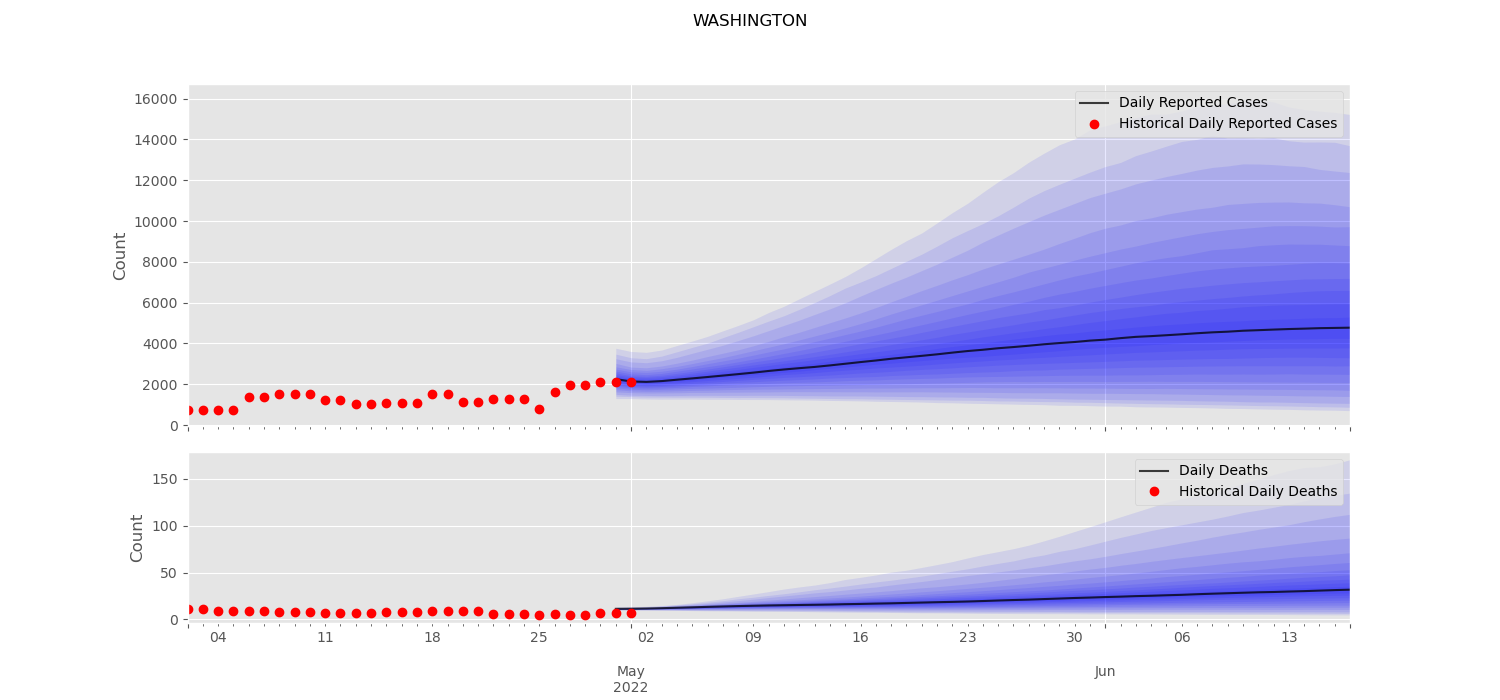 WASHINGTON
16000
14000
12000
10000
8000
6000
4000
2000
0
Count
Daily Reported Cases
Historical Daily Reported Cases
150
100
50
0
Count
Daily Deaths
Historical Daily Deaths
04 11 18 25 02 09 16 23 30 06 13
May Jun
2022